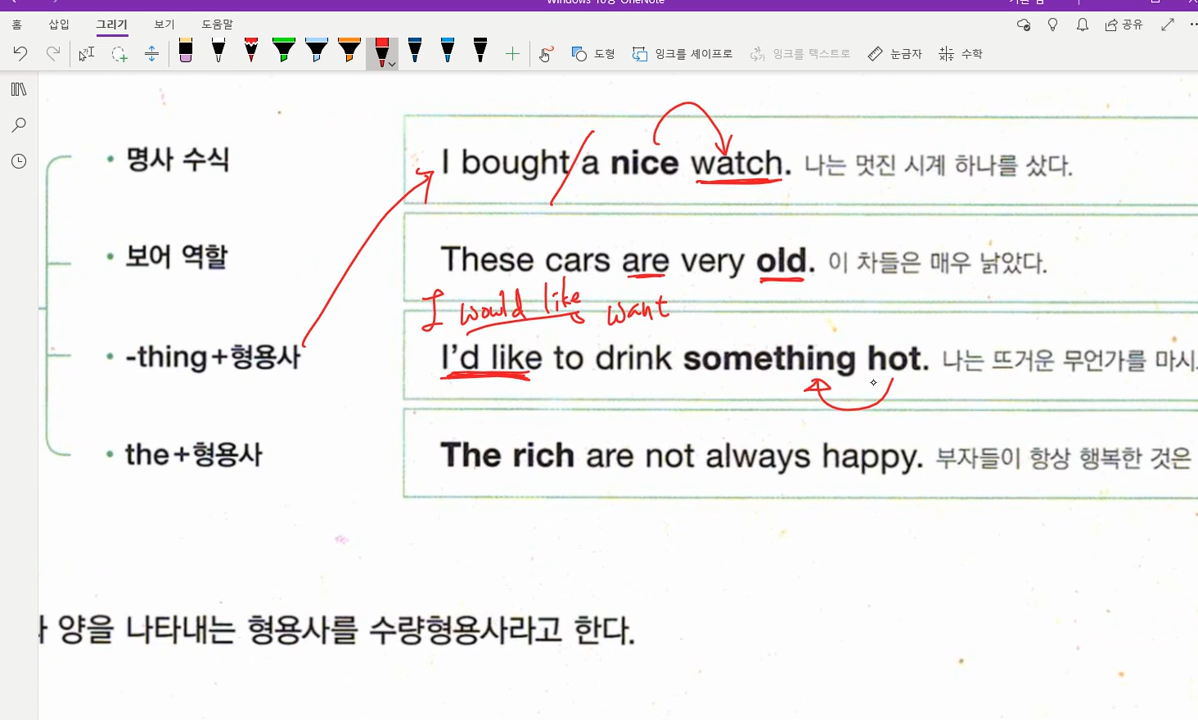 Windows 10용 OneNote
홈 삽입 그리기 보기 도움말 공유
도형 잉크를 셰이프로 잉크를 텍스트로 눈금자 수학
• 명사 수식 I bought a nice watch. 나는 멋진 시계 하나를 샀다.
• 보어 역할 These cars are very old. 이 차들은 매우 낡았다.
I would like want
• -thing+형용사 I'd like to drink something hot. 나는 뜨거운 무언가를 마시
• the+형용사 The rich are not always happy. 부자들이 항상 행복한 것은
양을 나타내는 형용사를 수량형용사라고 한다.